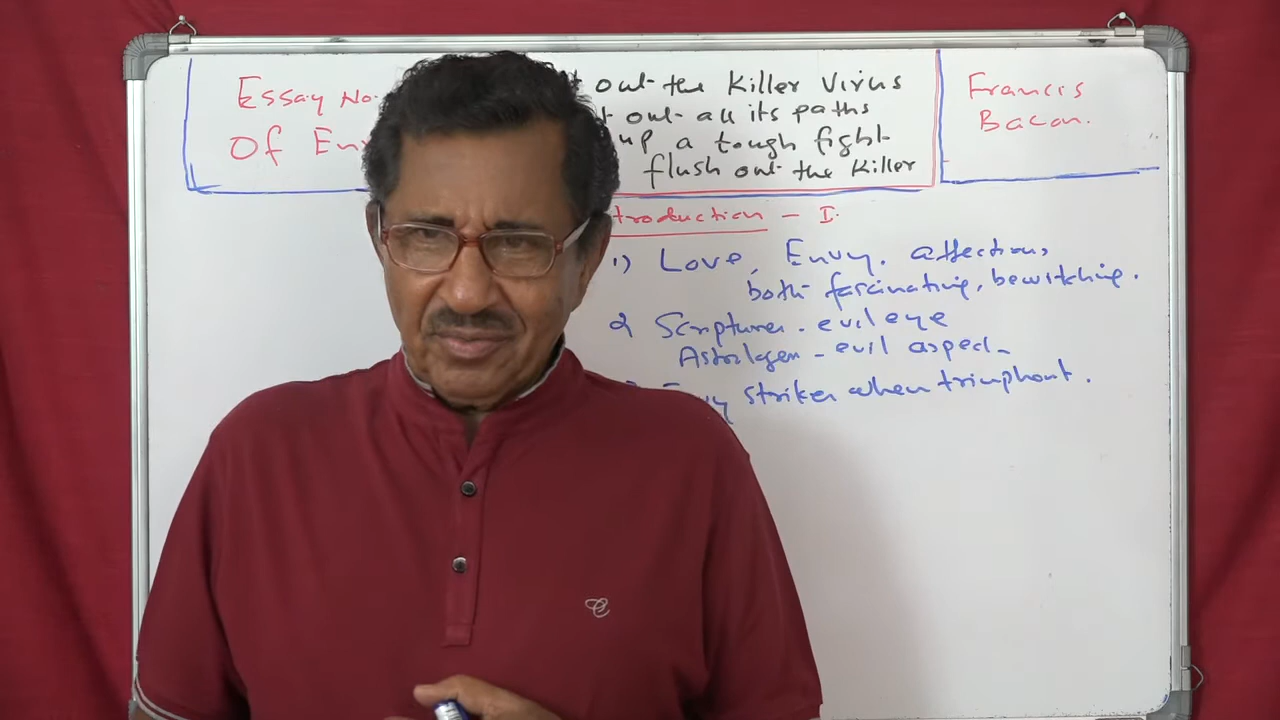 Essay No.
Of En
t out the Killer Virus
t out all its paths
up a tough fight
flush out the Killer
Francis
Bacon.
troduction - I.
1) Love, Envy. affections,
both fascinating, bewitching.
2 Scriptures. evil eye
Astrologers - evil aspect
strikes when triumphant.